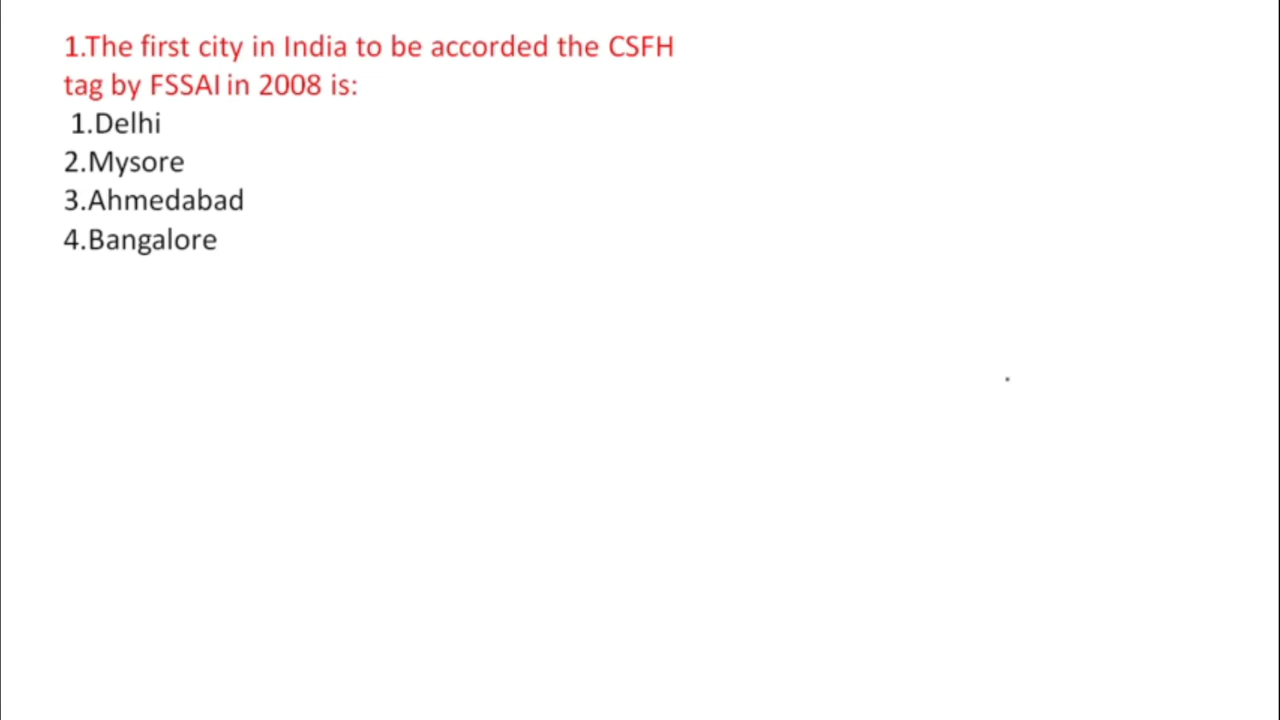 1.The first city in India to be accorded the CSFH
tag by FSSAI in 2008 is:
1.Delhi
2.Mysore
3.Ahmedabad
4.Bangalore